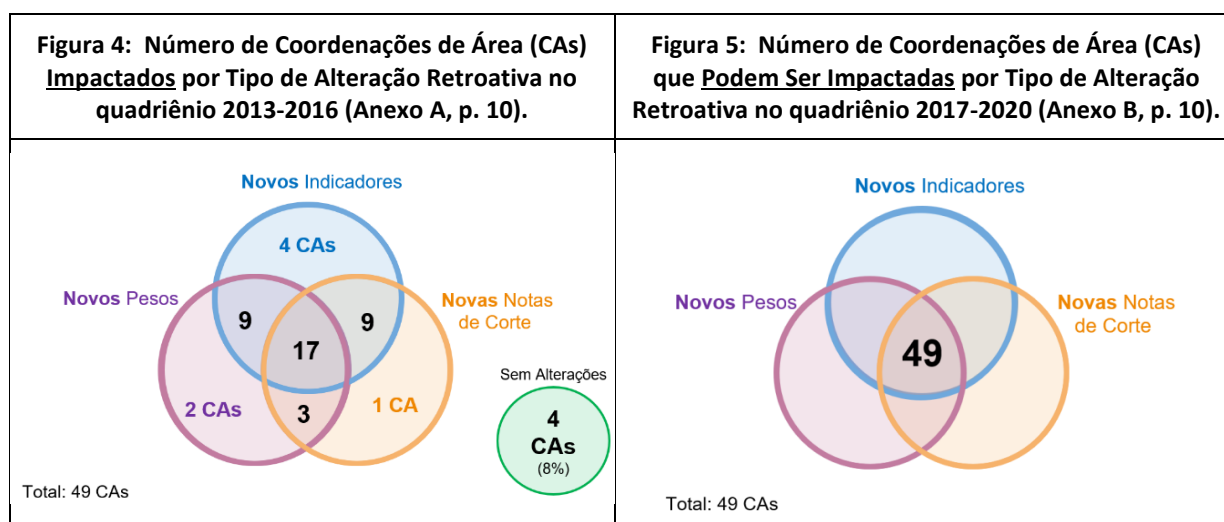 Figura 4:  Número de Coordenações de Área (CAs)
Impactados por Tipo de Alteração Retroativa no
quadriênio 2013-2016 (Anexo A, p. 10).
Figura 5:  Número de Coordenações de Área (CAs)
que Podem Ser Impactadas por Tipo de Alteração
Retroativa no quadriênio 2017-2020 (Anexo B, p. 10).
Novos Indicadores
4 CAs
Novos Pesos
Novas Notas
de Corte
9
9
17
2 CAs
3
1 CA
Sem Alterações
4
CAs
(8%)
Total: 49 CAs
Novos Indicadores
Novos Pesos
Novas Notas
de Corte
49
Total: 49 CAs